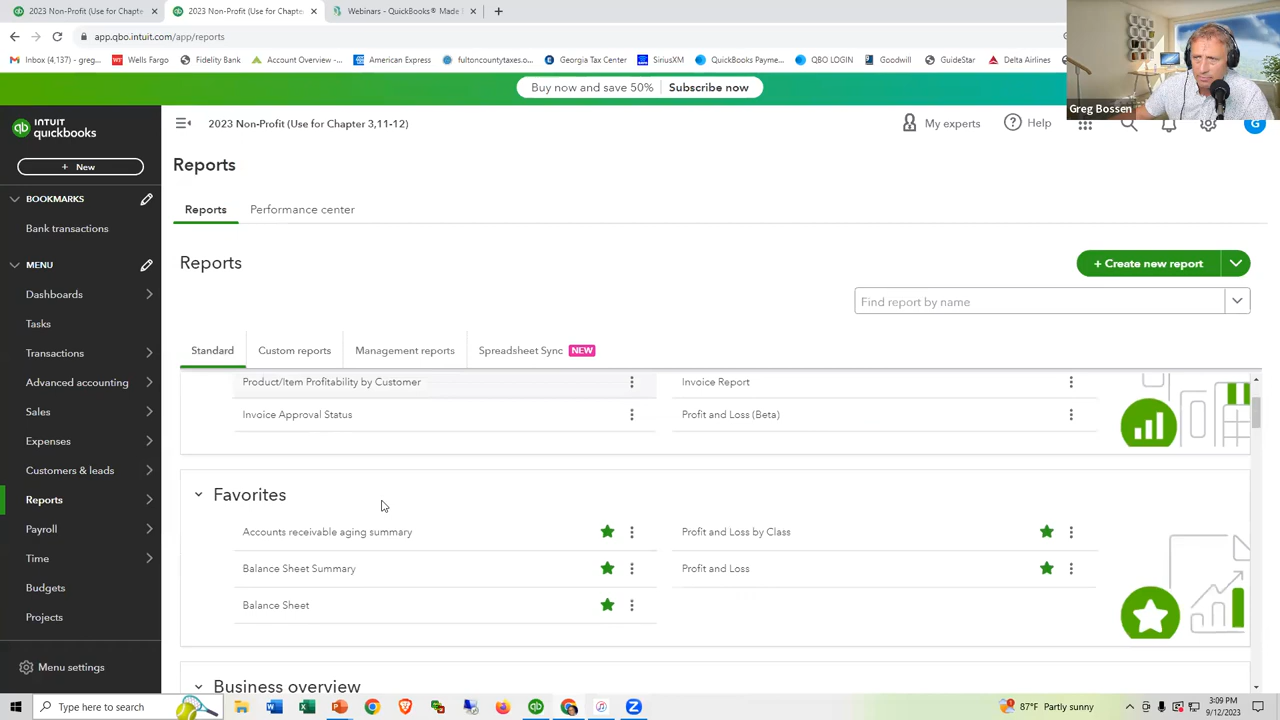 2023 Non-Profit (Use for Chapte
2023 Non-Profit (Use for Chapte
Webinars - QuickBooks® Made
app.qbo.intuit.com/app/reports
Inbox (4,137) - greg...
Wells Fargo
Fidelity Bank
Account Overview -...
American Express
fultoncountytaxes.o...
Georgia Tax Center
SiriusXM
QuickBooks Payme...
QBO LOGIN
Goodwill
GuideStar
Delta Airlines
Greg Bossen
Buy now and save 50%
Subscribe now
INTUIT
quickbooks
2023 Non-Profit (Use for Chapter 3,11-12)
My experts
Help
G
+ New
BOOKMARKS
Bank transactions
MENU
Dashboards
Tasks
Transactions
Advanced accounting
Sales
Expenses
Customers & leads
Reports
Payroll
Time
Budgets
Projects
Menu settings
Reports
Reports
Performance center
Reports
+ Create new report
Find report by name
Standard
Custom reports
Management reports
Spreadsheet Sync NEW
Product/Item Profitability by Customer
Invoice Report
Invoice Approval Status
Profit and Loss (Beta)
Favorites
Accounts receivable aging summary
Profit and Loss by Class
Balance Sheet Summary
Profit and Loss
Balance Sheet
Business overview
Type here to search
87°F Partly sunny
3:09 PM
9/12/2023